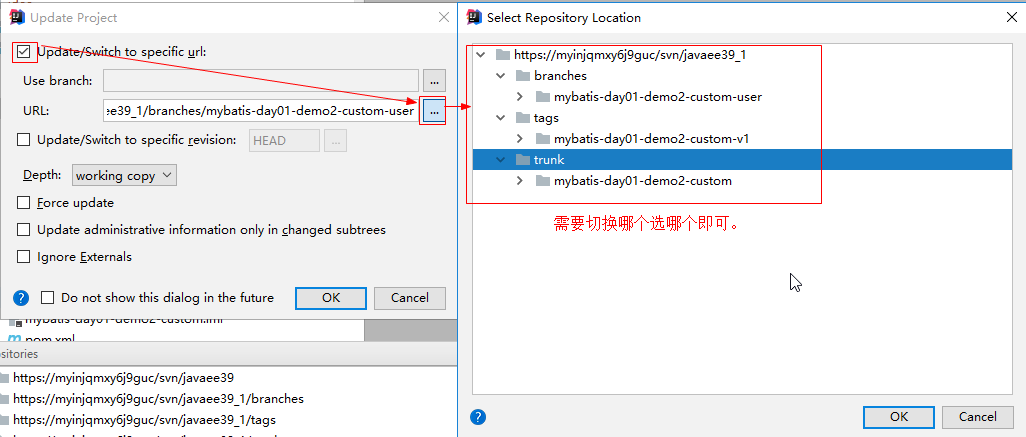 Update Project
Update/Switch to specific url:
Use branch:
...
URL:
e39_1/branches/mybatis-day01-demo2-custom-user
...
Update/Switch to specific revision:
HEAD
...
Depth:
working copy
Force update
Update administrative information only in changed subtrees
Ignore Externals
?
Do not show this dialog in the future
OK
Cancel
mybatis-day01-demo2-custom.iml
pom.xml
ositories
https://myinjqmxy6j9guc/svn/javaee39
https://myinjqmxy6j9guc/svn/javaee39_1/branches
https://myinjqmxy6j9guc/svn/javaee39_1/tags
Select Repository Location
https://myinjqmxy6j9guc/svn/javaee39_1
branches
mybatis-day01-demo2-custom-user
tags
mybatis-day01-demo2-custom-v1
trunk
mybatis-day01-demo2-custom
需要切换哪个选哪个即可。
?
OK
Cancel